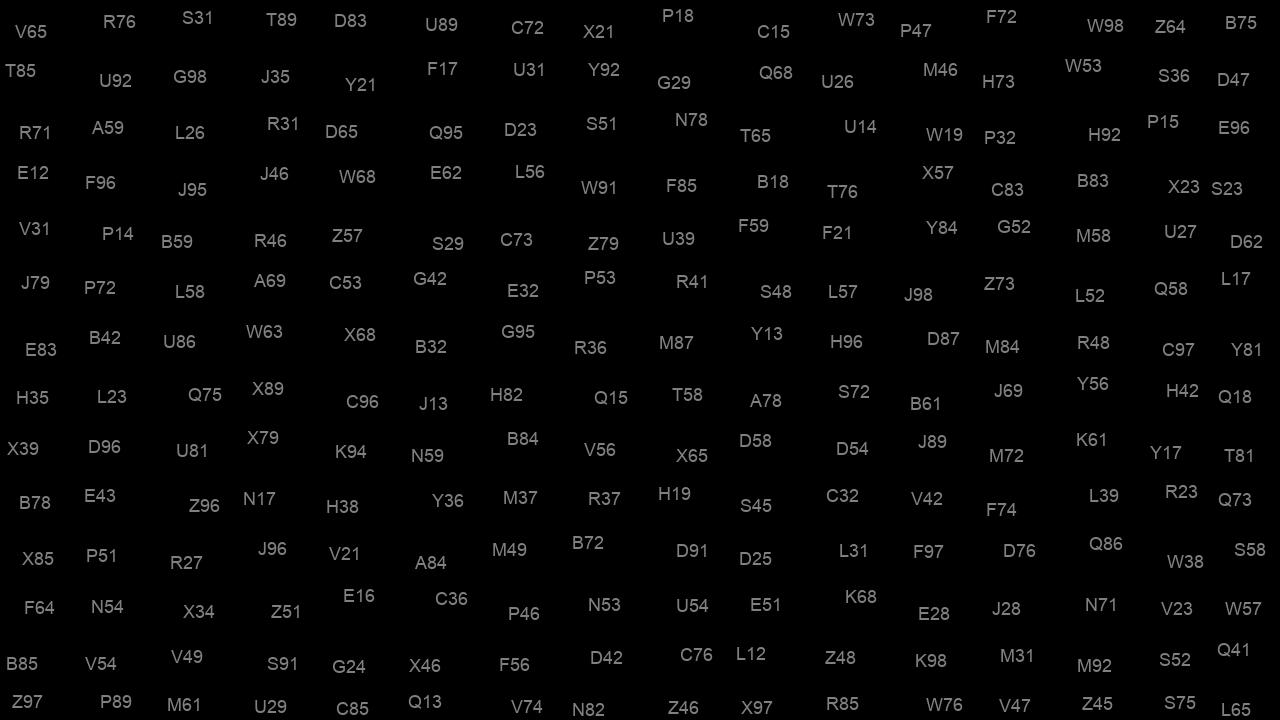 V65 R76 S31 T89 D83 U89 C72 X21 P18 C15 W73 P47 F72 W98 Z64 B75
T85 U92 G98 J35 Y21 F17 U31 Y92 G29 Q68 U26 M46 H73 W53 S36 D47
R71 A59 L26 R31 D65 Q95 D23 S51 N78 T65 U14 W19 P32 H92 P15 E96
E12 F96 J95 J46 W68 E62 L56 W91 F85 B18 T76 X57 C83 B83 X23 S23
V31 P14 B59 R46 Z57 S29 C73 Z79 U39 F59 F21 Y84 G52 M58 U27 D62
J79 P72 L58 A69 C53 G42 E32 P53 R41 S48 L57 J98 Z73 L52 Q58 L17
E83 B42 U86 W63 X68 B32 G95 R36 M87 Y13 H96 D87 M84 R48 C97 Y81
H35 L23 Q75 X89 C96 J13 H82 Q15 T58 A78 S72 B61 J69 Y56 H42 Q18
X39 D96 U81 X79 K94 N59 B84 V56 X65 D58 D54 J89 M72 K61 Y17 T81
B78 E43 Z96 N17 H38 Y36 M37 R37 H19 S45 C32 V42 F74 L39 R23 Q73
X85 P51 R27 J96 V21 A84 M49 B72 D91 D25 L31 F97 D76 Q86 W38 S58
F64 N54 X34 Z51 E16 C36 P46 N53 U54 E51 K68 E28 J28 N71 V23 W57
B85 V54 V49 S91 G24 X46 F56 D42 C76 L12 Z48 K98 M31 M92 S52 Q41
Z97 P89 M61 U29 C85 Q13 V74 N82 Z46 X97 R85 W76 V47 Z45 S75 L65